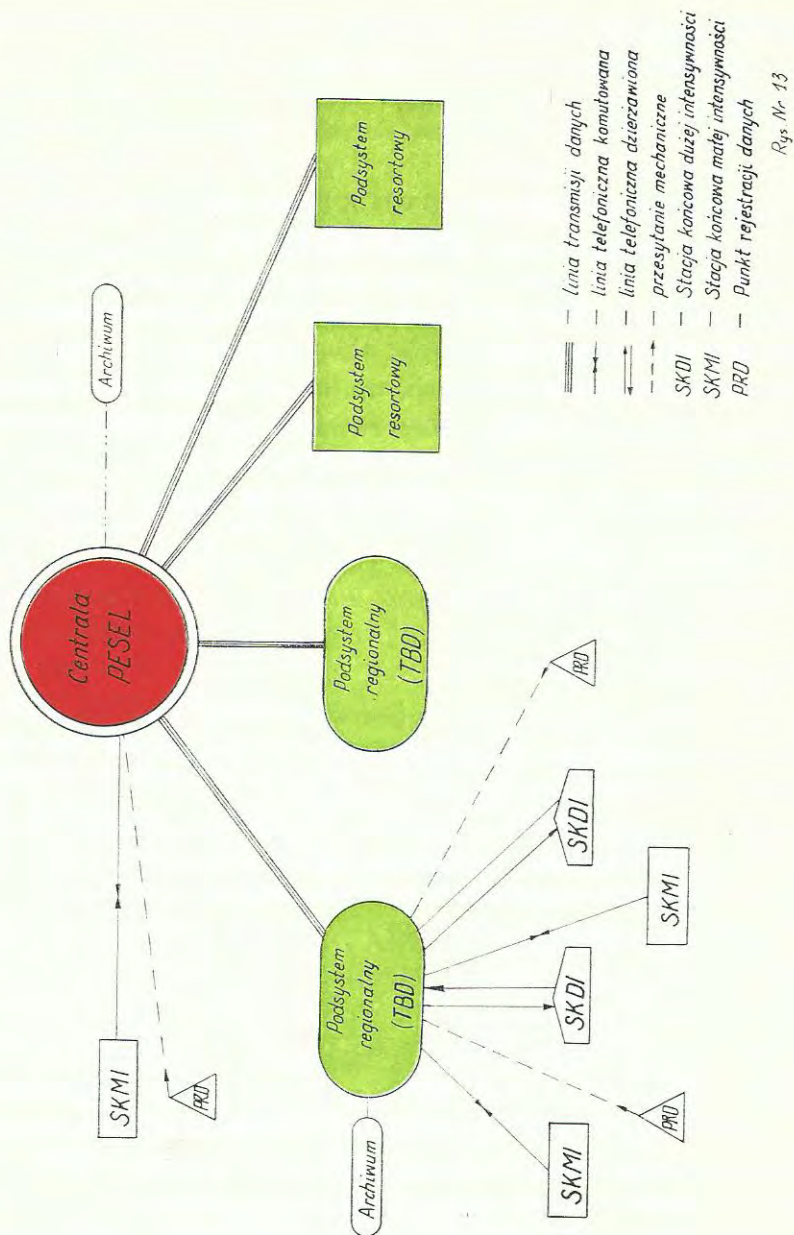 Archiwum
Centrala
PESEL
SKMI
PRD
Podsystem
regionalny
(TBD)
Podsystem
regionalny
(TBD)
Podsystem
resortowy
Podsystem
resortowy
Archiwum
SKMI
PRD
SKDI
SKMI
SKDI
PRD
— linia transmisji danych
— linia telefoniczna komutowana
— linia telefoniczna dzierżawiona
— przesyłanie mechaniczne
SKDI — Stacja końcowa dużej intensywności
SKMI — Stacja końcowa małej intensywności
PRD — Punkt rejestracji danych
Rys. Nr 13